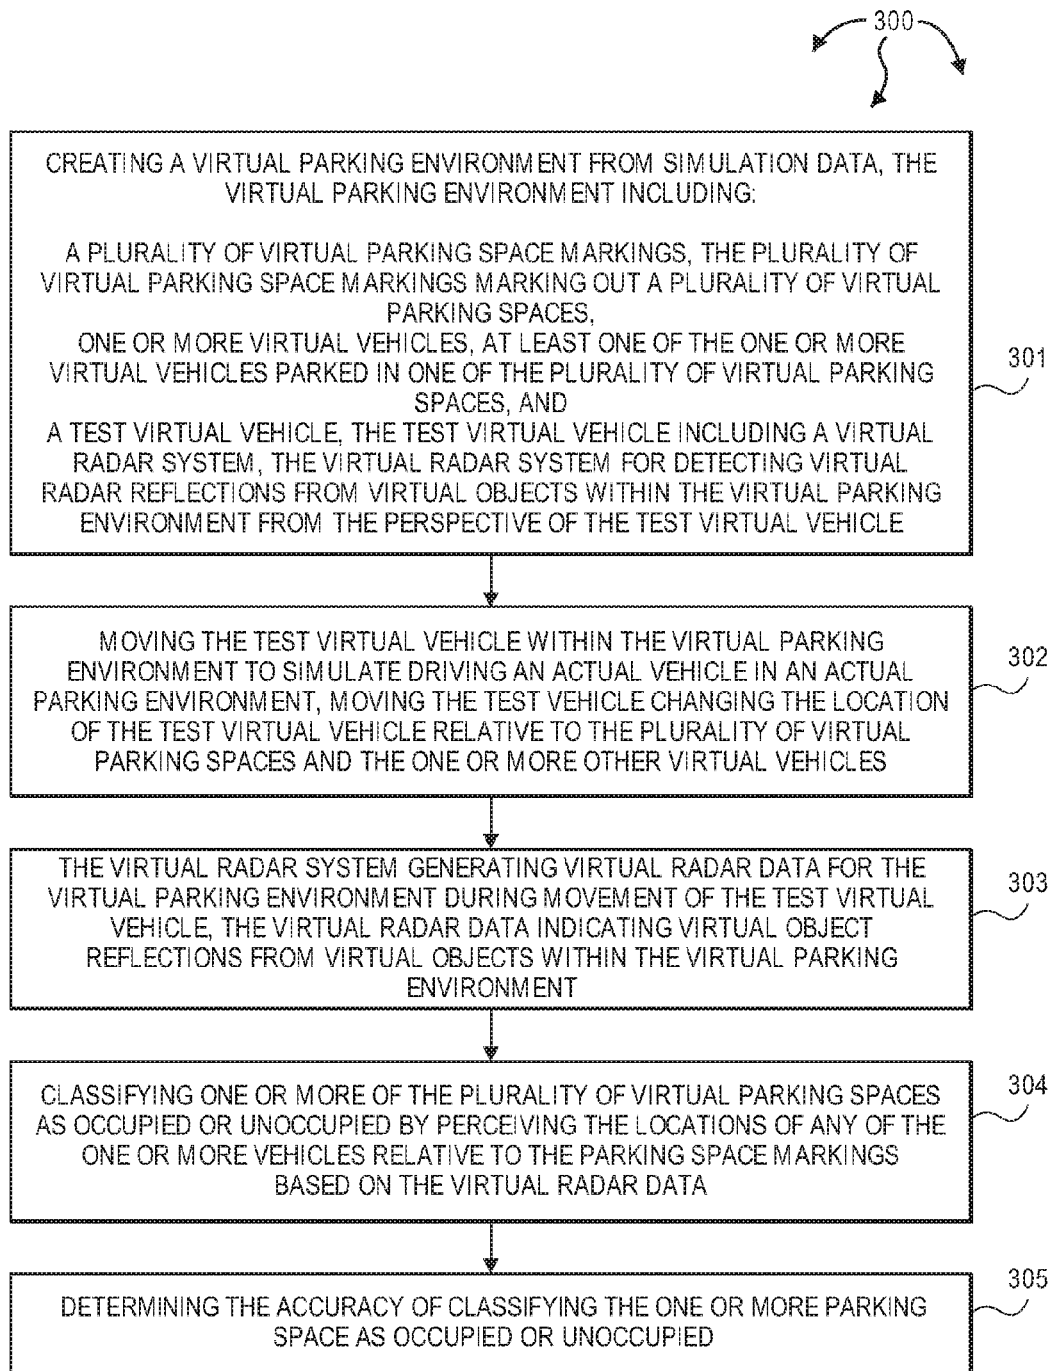 300
CREATING A VIRTUAL PARKING ENVIRONMENT FROM SIMULATION DATA, THE
VIRTUAL PARKING ENVIRONMENT INCLUDING:
A PLURALITY OF VIRTUAL PARKING SPACE MARKINGS, THE PLURALITY OF
VIRTUAL PARKING SPACE MARKINGS MARKING OUT A PLURALITY OF VIRTUAL
PARKING SPACES,
ONE OR MORE VIRTUAL VEHICLES, AT LEAST ONE OF THE ONE OR MORE
VIRTUAL VEHICLES PARKED IN ONE OF THE PLURALITY OF VIRTUAL PARKING
SPACES, AND
A TEST VIRTUAL VEHICLE, THE TEST VIRTUAL VEHICLE INCLUDING A VIRTUAL
RADAR SYSTEM, THE VIRTUAL RADAR SYSTEM FOR DETECTING VIRTUAL
RADAR REFLECTIONS FROM VIRTUAL OBJECTS WITHIN THE VIRTUAL PARKING
ENVIRONMENT FROM THE PERSPECTIVE OF THE TEST VIRTUAL VEHICLE
301
MOVING THE TEST VIRTUAL VEHICLE WITHIN THE VIRTUAL PARKING
ENVIRONMENT TO SIMULATE DRIVING AN ACTUAL VEHICLE IN AN ACTUAL
PARKING ENVIRONMENT, MOVING THE TEST VEHICLE CHANGING THE LOCATION
OF THE TEST VIRTUAL VEHICLE RELATIVE TO THE PLURALITY OF VIRTUAL
PARKING SPACES AND THE ONE OR MORE OTHER VIRTUAL VEHICLES
302
THE VIRTUAL RADAR SYSTEM GENERATING VIRTUAL RADAR DATA FOR THE
VIRTUAL PARKING ENVIRONMENT DURING MOVEMENT OF THE TEST VIRTUAL
VEHICLE, THE VIRTUAL RADAR DATA INDICATING VIRTUAL OBJECT
REFLECTIONS FROM VIRTUAL OBJECTS WITHIN THE VIRTUAL PARKING
ENVIRONMENT
303
CLASSIFYING ONE OR MORE OF THE PLURALITY OF VIRTUAL PARKING SPACES
AS OCCUPIED OR UNOCCUPIED BY PERCEIVING THE LOCATIONS OF ANY OF THE
ONE OR MORE VEHICLES RELATIVE TO THE PARKING SPACE MARKINGS
BASED ON THE VIRTUAL RADAR DATA
304
DETERMINING THE ACCURACY OF CLASSIFYING THE ONE OR MORE PARKING
SPACE AS OCCUPIED OR UNOCCUPIED
305